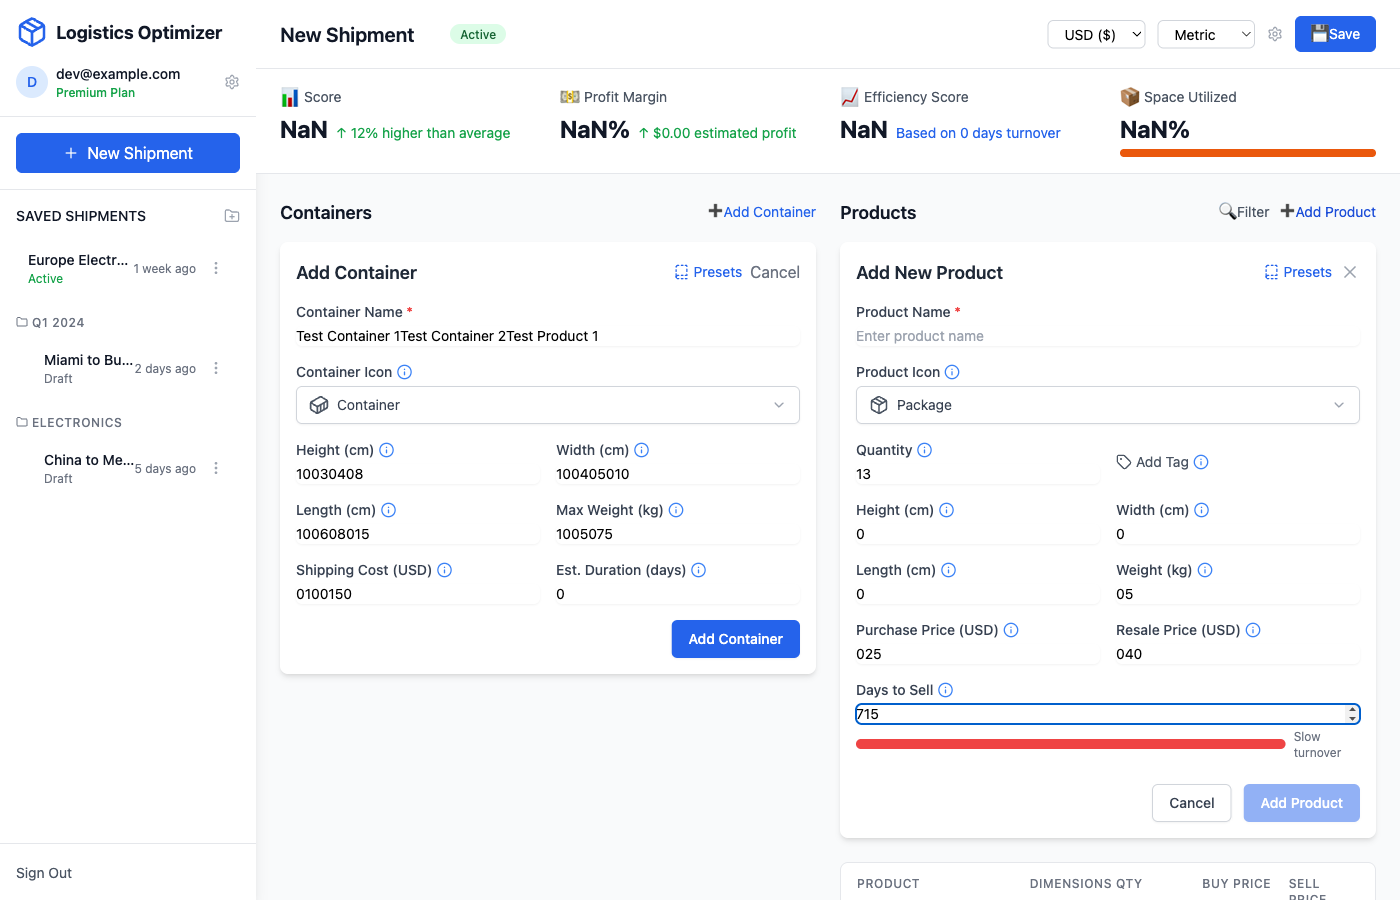 Logistics Optimizer
D
dev@example.com
Premium Plan
+ New Shipment
SAVED SHIPMENTS
Europe Electr...
1 week ago
Active
Q1 2024
Miami to Bu...
2 days ago
Draft
ELECTRONICS
China to Me...
5 days ago
Draft
Sign Out
New Shipment
Active
USD ($)
Metric
💾Save
📊 Score
NaN ↑ 12% higher than average
💵 Profit Margin
NaN% ↑ $0.00 estimated profit
📈 Efficiency Score
NaN Based on 0 days turnover
📦 Space Utilized
NaN%
Containers
➕Add Container
Add Container
Presets
Cancel
Container Name *
Test Container 1Test Container 2Test Product 1
Container Icon
Container
Height (cm)
Width (cm)
10030408
100405010
Length (cm)
Max Weight (kg)
100608015
1005075
Shipping Cost (USD)
Est. Duration (days)
0100150
0
Add Container
Products
🔍Filter
➕Add Product
Add New Product
Presets
Product Name *
Enter product name
Product Icon
Package
Quantity
Add Tag
13
Height (cm)
Width (cm)
0
0
Length (cm)
Weight (kg)
0
05
Purchase Price (USD)
Resale Price (USD)
025
040
Days to Sell
715
Slow
turnover
Cancel
Add Product
PRODUCT
DIMENSIONS
QTY
BUY PRICE
SELL
PRICE